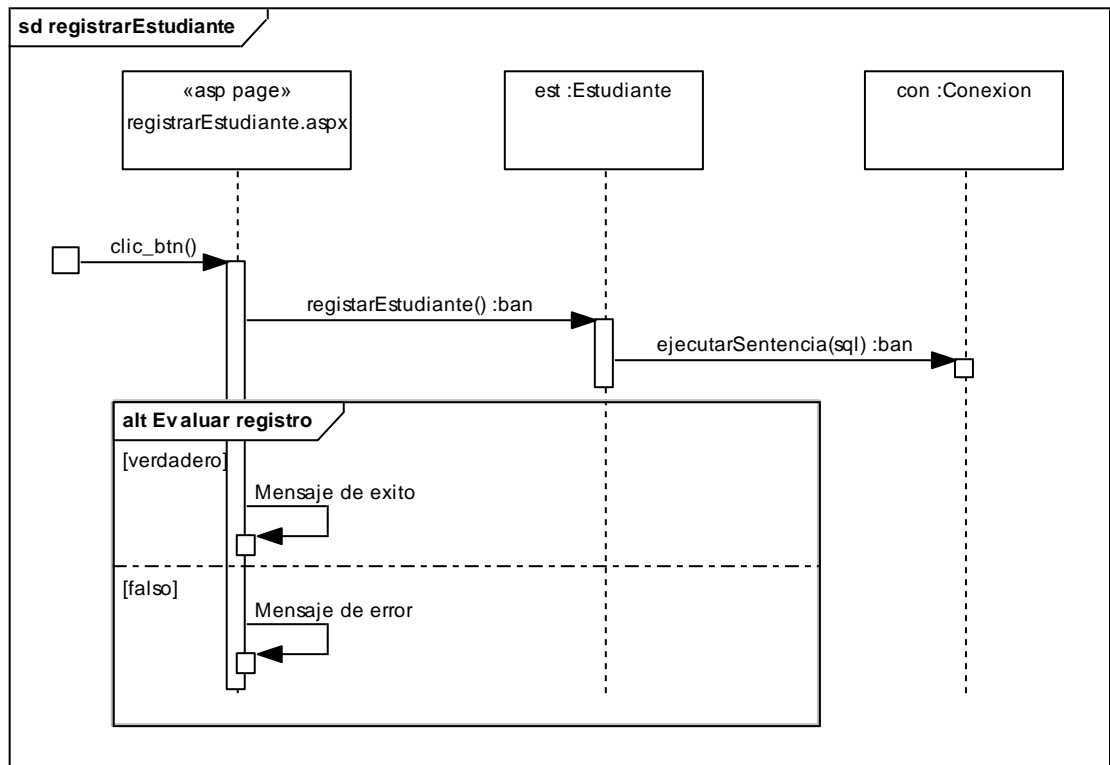 sd registrarEstudiante
«asp page»
registrarEstudiante.aspx
est :Estudiante
con :Conexion
clic_btn()
registarEstudiante() :ban
ejecutarSentencia(sql) :ban
alt Evaluar registro
[verdadero]
Mensaje de exito
[falso]
Mensaje de error